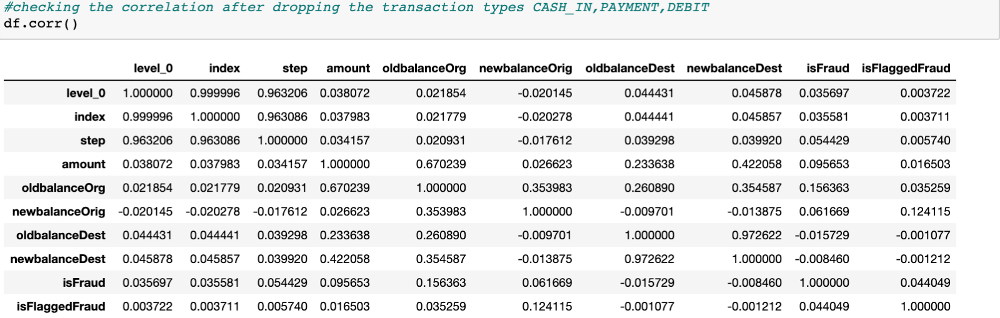 #checking the correlation after dropping the transaction types CASH_IN,PAYMENT,DEBIT
df.corr()
level_0 index step amount oldbalanceOrg newbalanceOrig oldbalanceDest newbalanceDest isFraud isFlaggedFraud
level_0 1.000000 0.999996 0.963206 0.038072 0.021854 -0.020145 0.044431 0.045878 0.035697 0.003722
index 0.999996 1.000000 0.963086 0.037983 0.021779 -0.020278 0.044441 0.045857 0.035581 0.003711
step 0.963206 0.963086 1.000000 0.034157 0.020931 -0.017612 0.039298 0.039920 0.054429 0.005740
amount 0.038072 0.037983 0.034157 1.000000 0.670239 0.026623 0.233638 0.422058 0.095653 0.016503
oldbalanceOrg 0.021854 0.021779 0.020931 0.670239 1.000000 0.353983 0.260890 0.354587 0.156363 0.035259
newbalanceOrig -0.020145 -0.020278 -0.017612 0.026623 0.353983 1.000000 -0.009701 -0.013875 0.061669 0.124115
oldbalanceDest 0.044431 0.044441 0.039298 0.233638 0.260890 -0.009701 1.000000 0.972622 -0.015729 -0.001077
newbalanceDest 0.045878 0.045857 0.039920 0.422058 0.354587 -0.013875 0.972622 1.000000 -0.008460 -0.001212
isFraud 0.035697 0.035581 0.054429 0.095653 0.156363 0.061669 -0.015729 -0.008460 1.000000 0.044049
isFlaggedFraud 0.003722 0.003711 0.005740 0.016503 0.035259 0.124115 -0.001077 -0.001212 0.044049 1.000000